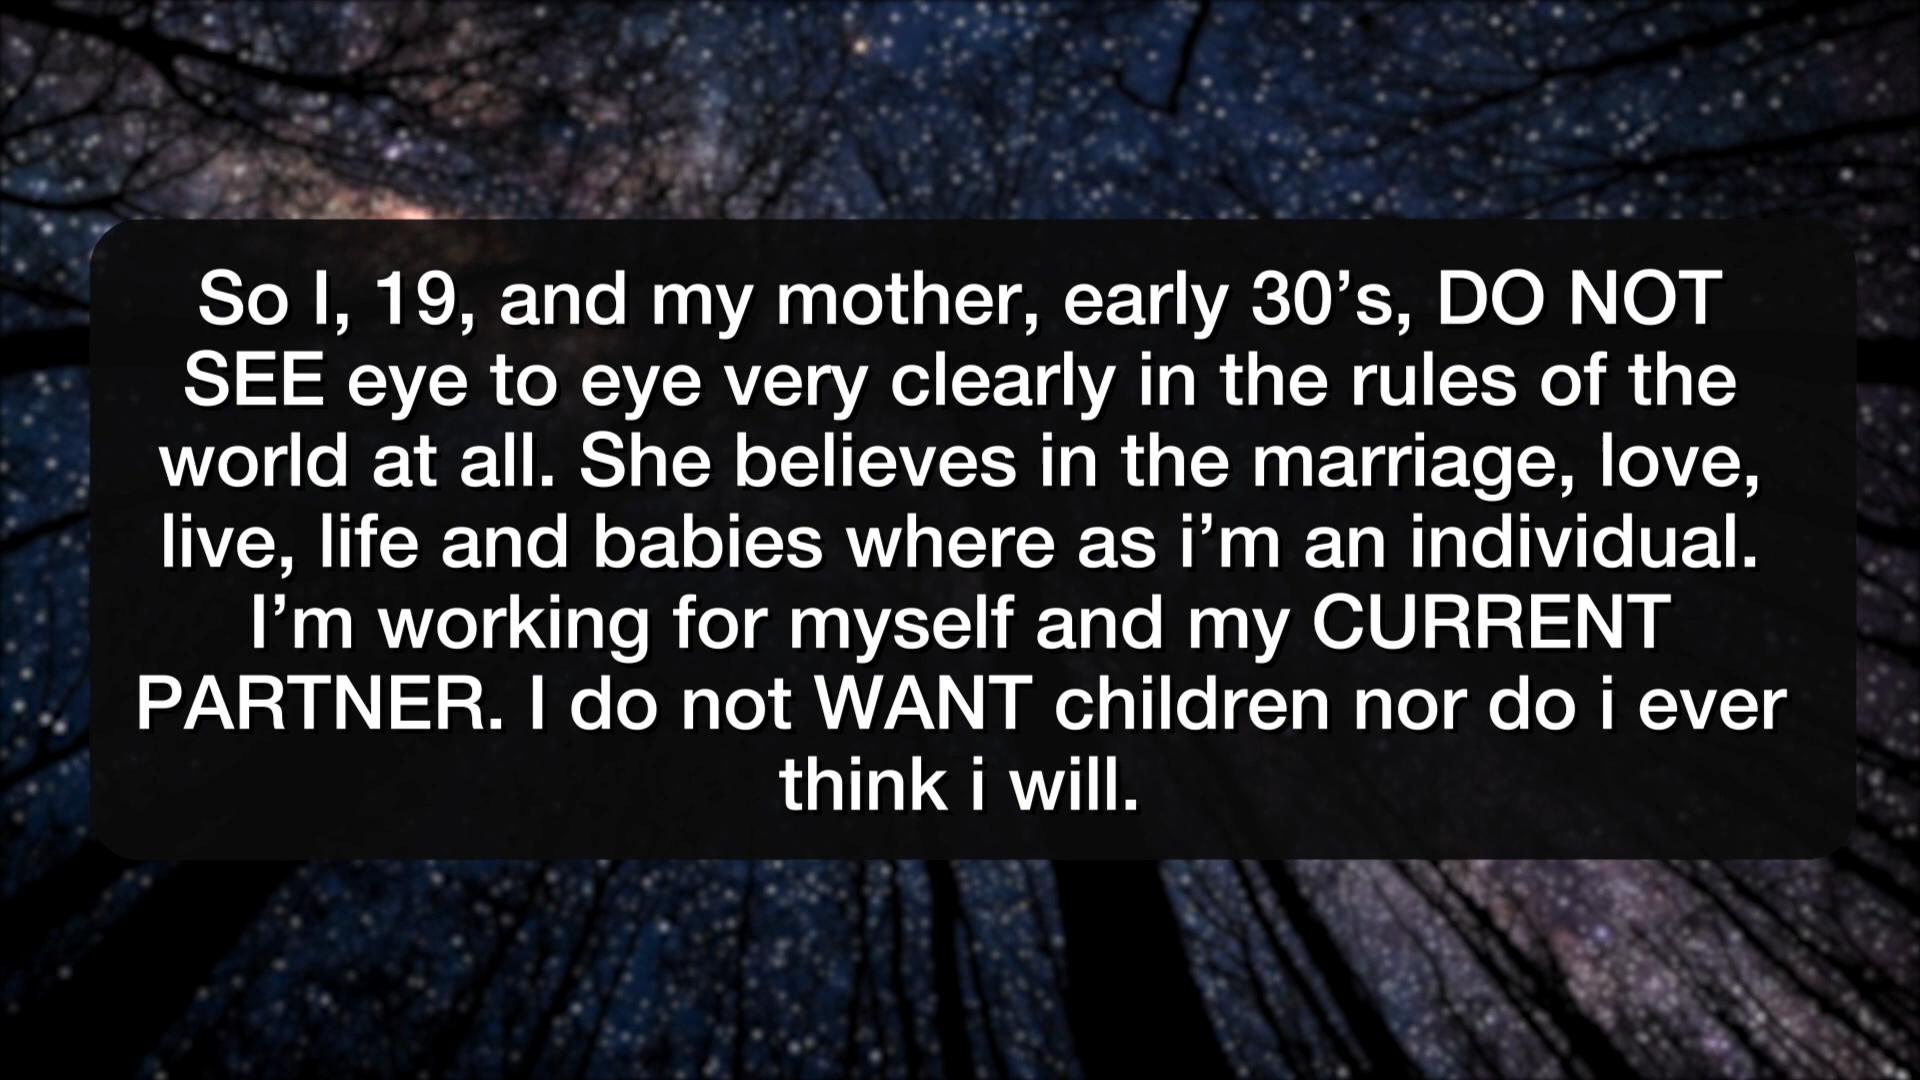 So I, 19, and my mother, early 30’s, DO NOT
SEE eye to eye very clearly in the rules of the
world at all. She believes in the marriage, love,
live, life and babies where as i’m an individual.
I’m working for myself and my CURRENT
PARTNER. I do not WANT children nor do i ever
think i will.